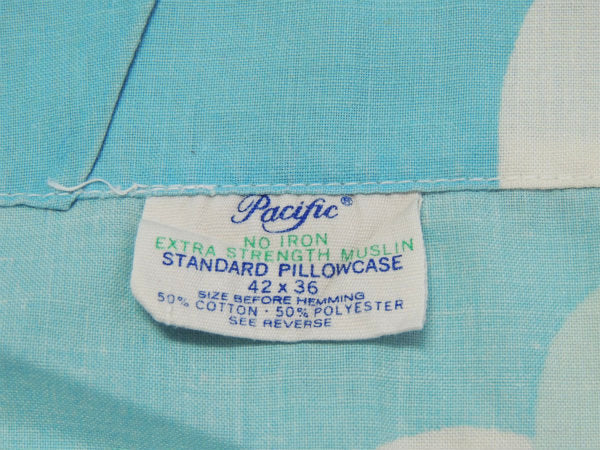 Pacific®
NO IRON
EXTRA STRENGTH MUSLIN
STANDARD PILLOWCASE
42 x 36
SIZE BEFORE HEMMING
50% COTTON · 50% POLYESTER
SEE REVERSE